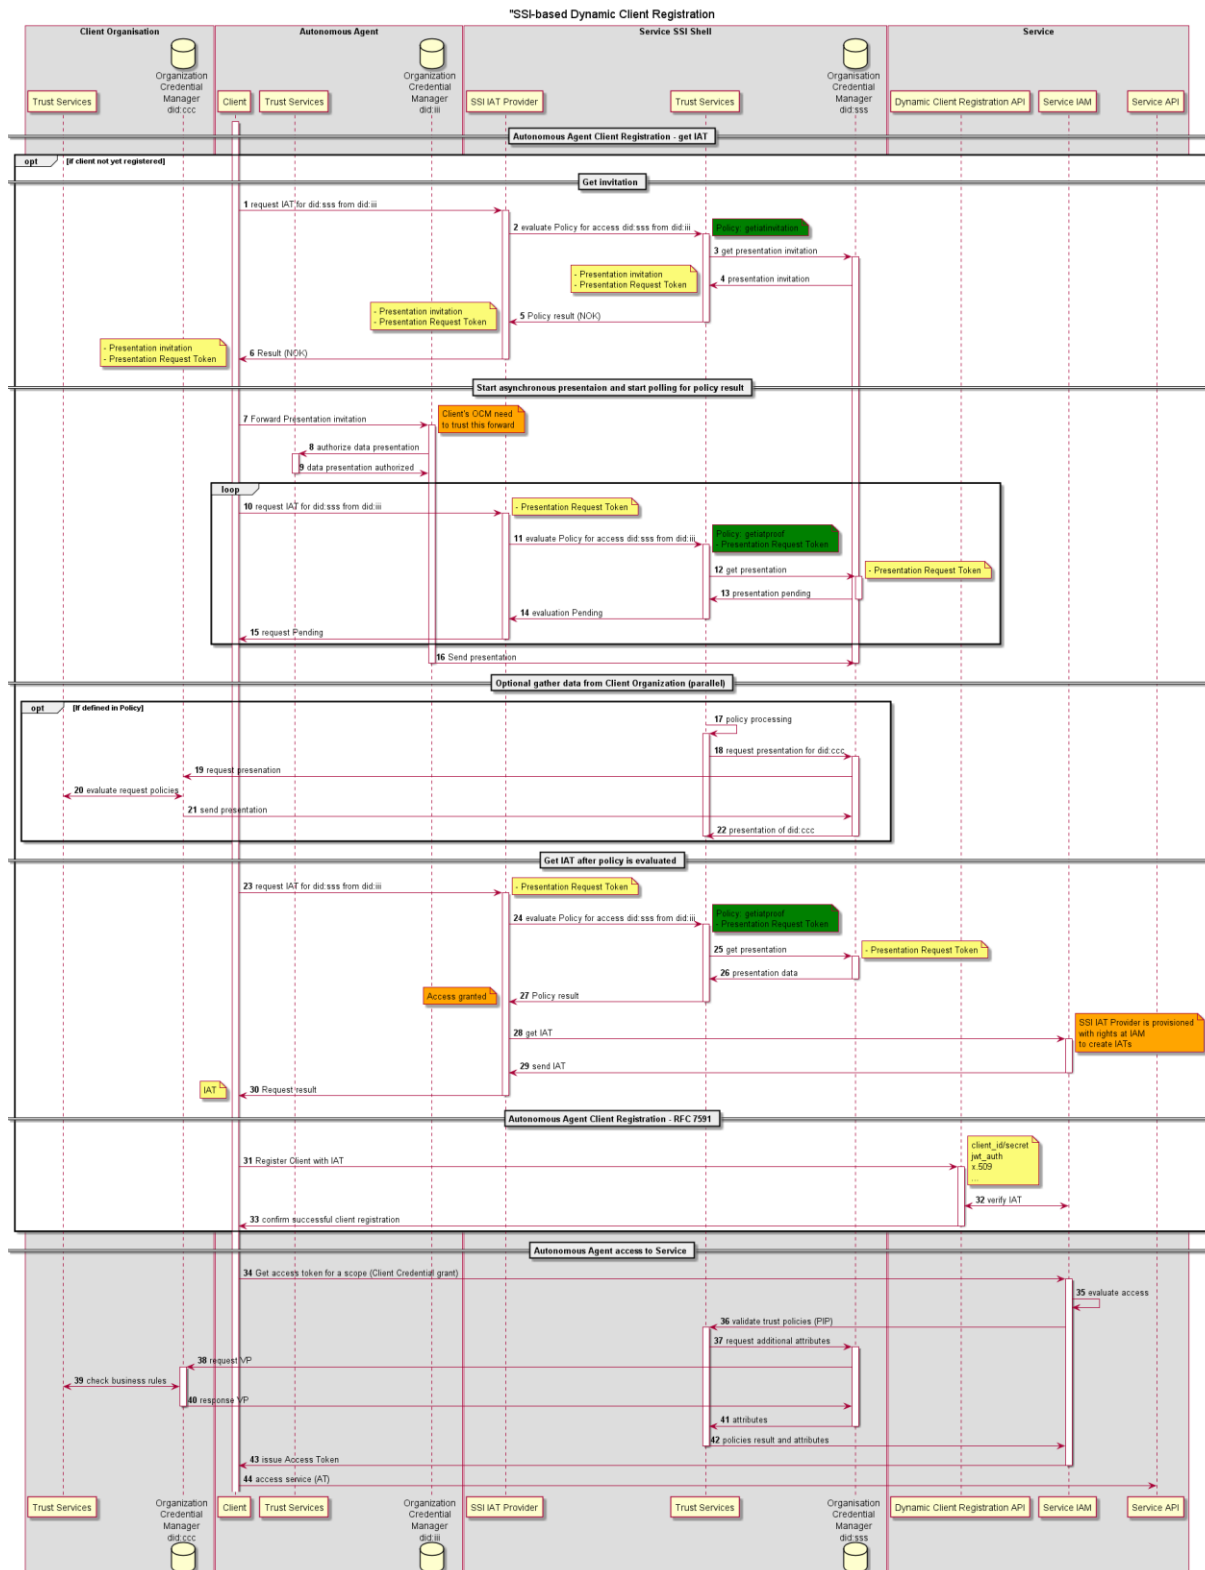 "SSI-based Dynamic Client Registration
Client Organisation
Autonomous Agent
Service SSI Shell
Service
Trust Services
Organization
Credential
Manager
did:ccc
Client
Trust Services
Organization
Credential
Manager
did:iii
SSI IAT Provider
Trust Services
Organisation
Credential
Manager
did:sss
Dynamic Client Registration API
Service IAM
Service API
Autonomous Agent Client Registration - get IAT
opt [if client not yet registered]
Get invitation
1 request IAT for did:sss from did:iii
2 evaluate Policy for access did:sss from did:iii
Policy: getiatinvitation
3 get presentation invitation
4 presentation invitation
- Presentation invitation
- Presentation Request Token
5 Policy result (NOK)
- Presentation invitation
- Presentation Request Token
6 Result (NOK)
- Presentation invitation
- Presentation Request Token
Start asynchronous presentaion and start polling for policy result
7 Forward Presentation invitation
Client's OCM need
to trust this forward
8 authorize data presentation
9 data presentation authorized
loop
10 request IAT for did:sss from did:iii
- Presentation Request Token
11 evaluate Policy for access did:sss from did:iii
Policy: getiatproof
- Presentation Request Token
12 get presentation
- Presentation Request Token
13 presentation pending
14 evaluation Pending
15 request Pending
16 Send presentation
Optional gather data from Client Organization (parallel)
opt [If defined in Policy]
17 policy processing
18 request presentation for did:ccc
19 request presenation
20 evaluate request policies
21 send presentation
22 presentation of did:ccc
Get IAT after policy is evaluated
23 request IAT for did:sss from did:iii
- Presentation Request Token
24 evaluate Policy for access did:sss from did:iii
Policy: getiatproof
- Presentation Request Token
25 get presentation
- Presentation Request Token
26 presentation data
27 Policy result
Access granted
28 get IAT
SSI IAT Provider is provisioned
with rights at IAM
to create IATs
29 send IAT
30 Request result
IAT
Autonomous Agent Client Registration - RFC 7591
31 Register Client with IAT
client_id/secret
jwt_auth
x.509
...
32 verify IAT
33 confirm successful client registration
Autonomous Agent access to Service
34 Get access token for a scope (Client Credential grant)
35 evaluate access
36 validate trust policies (PIP)
37 request additional attributes
38 request VP
39 check business rules
40 response VP
41 attributes
42 policies result and attributes
43 issue Access Token
44 access service (AT)
Trust Services
Organization
Credential
Manager
did:ccc
Client
Trust Services
Organization
Credential
Manager
did:iii
SSI IAT Provider
Trust Services
Organisation
Credential
Manager
did:sss
Dynamic Client Registration API
Service IAM
Service API